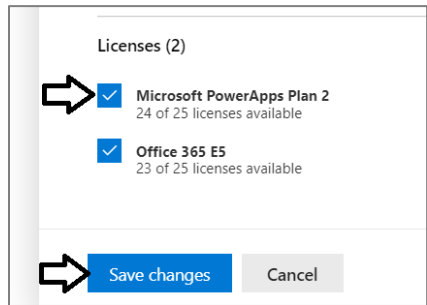 Licenses (2)
Microsoft PowerApps Plan 2
24 of 25 licenses available
Office 365 E5
23 of 25 licenses available
Save changes
Cancel